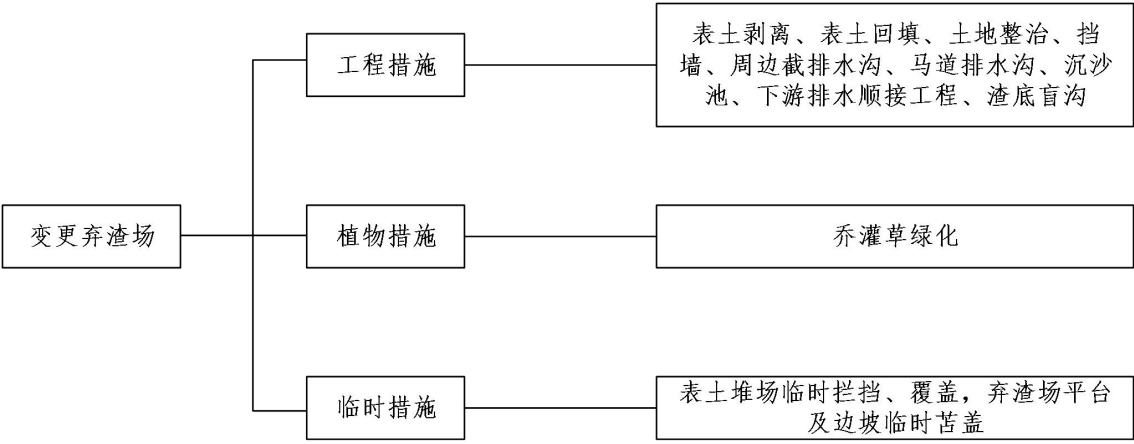 变更弃渣场
工程措施
表土剥离、表土回填、土地整治、挡
墙、周边截排水沟、马道排水沟、沉沙
池、下游排水顺接工程、渣底盲沟
植物措施
乔灌草绿化
临时措施
表土堆场临时拦挡、覆盖，弃渣场平台
及边坡临时苫盖